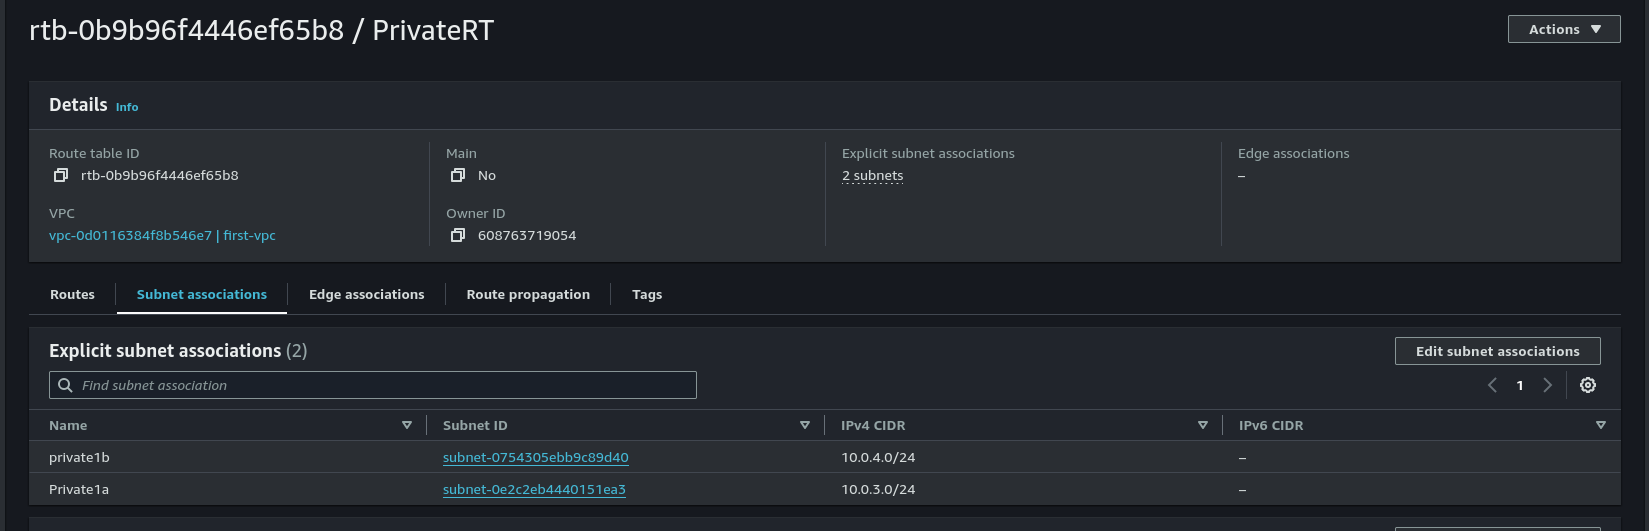 rtb-0b9b96f4446ef65b8 / PrivateRT
Actions
Details Info
Route table ID
rtb-0b9b96f4446ef65b8
Main
No
Explicit subnet associations
2 subnets
Edge associations
–
VPC
vpc-0d0116384f8b546e7 | first-vpc
Owner ID
608763719054
Routes Subnet associations Edge associations Route propagation Tags
Explicit subnet associations (2)
Edit subnet associations
Find subnet association
1
Name Subnet ID IPv4 CIDR IPv6 CIDR
private1b subnet-0754305ebb9c89d40 10.0.4.0/24 –
Private1a subnet-0e2c2eb4440151ea3 10.0.3.0/24 –